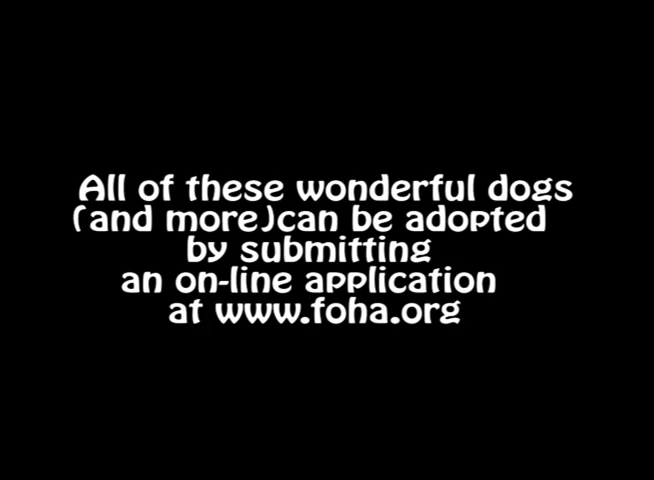 All of these wonderful dogs
(and more)can be adopted
by submitting
an on-line application
at www.foha.org